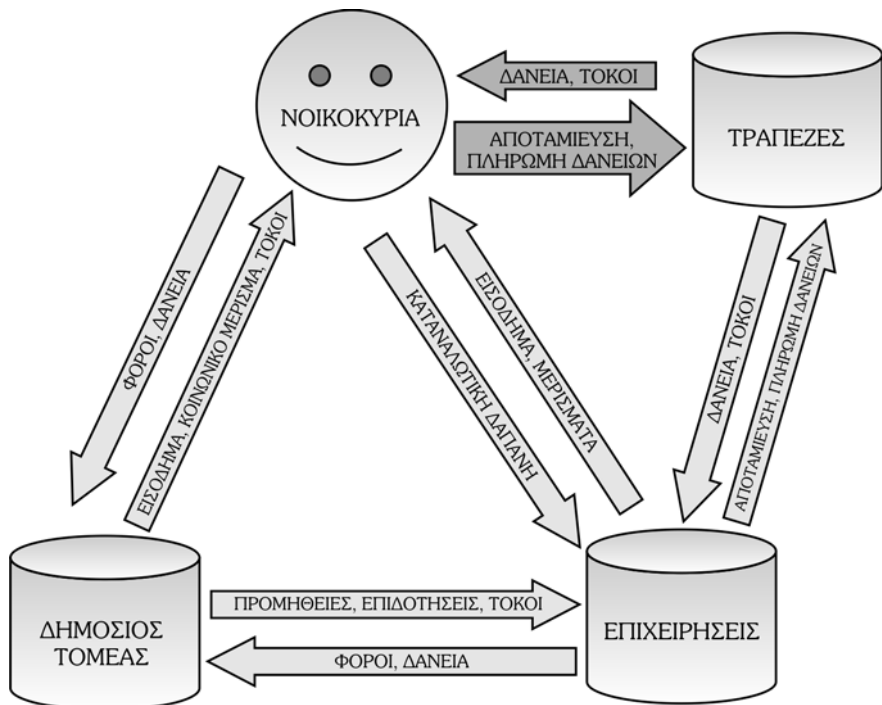 ΝΟΙΚΟΚΥΡΙΑ
ΔΑΝΕΙΑ, ΤΟΚΟΙ
ΑΠΟΤΑΜΙΕΥΣΗ,
ΠΛΗΡΩΜΗ ΔΑΝΕΙΩΝ
ΤΡΑΠΕΖΕΣ
ΦΟΡΟΙ, ΔΑΝΕΙΑ
ΕΙΣΟΔΗΜΑ, ΚΟΙΝΩΝΙΚΟ ΜΕΡΙΣΜΑ, ΤΟΚΟΙ
ΚΑΤΑΝΑΛΩΤΙΚΗ ΔΑΠΑΝΗ
ΕΙΣΟΔΗΜΑ, ΜΕΡΙΣΜΑΤΑ
ΔΑΝΕΙΑ, ΤΟΚΟΙ
ΑΠΟΤΑΜΙΕΥΣΗ, ΠΛΗΡΩΜΗ ΔΑΝΕΙΩΝ
ΔΗΜΟΣΙΟΣ
ΤΟΜΕΑΣ
ΠΡΟΜΗΘΕΙΕΣ, ΕΠΙΔΟΤΗΣΕΙΣ, ΤΟΚΟΙ
ΦΟΡΟΙ, ΔΑΝΕΙΑ
ΕΠΙΧΕΙΡΗΣΕΙΣ